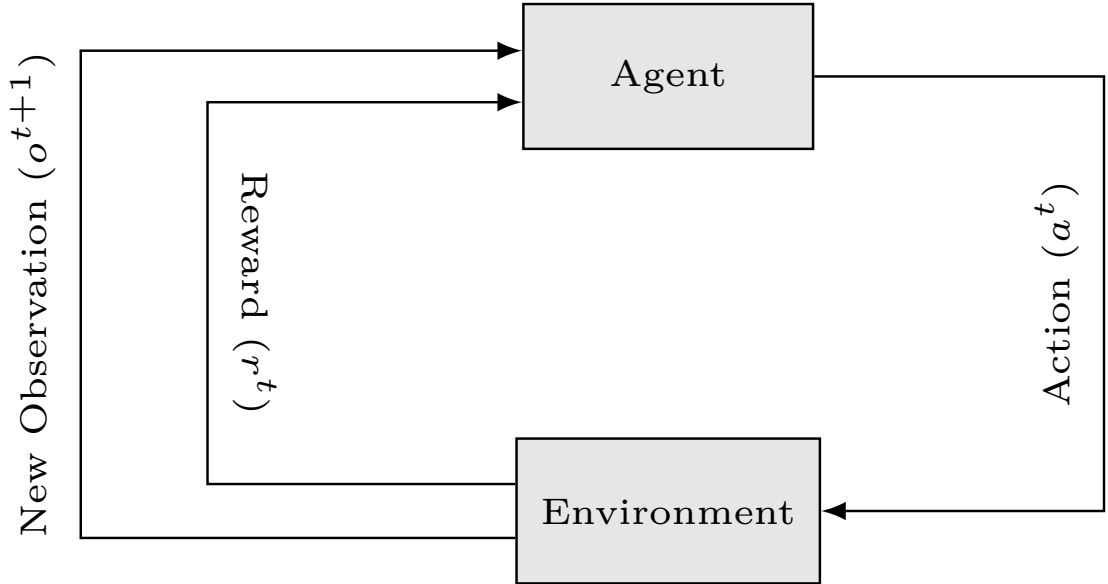 Agent
New Observation (o^{t+1})
Reward (r^t)
Action (a^t)
Environment